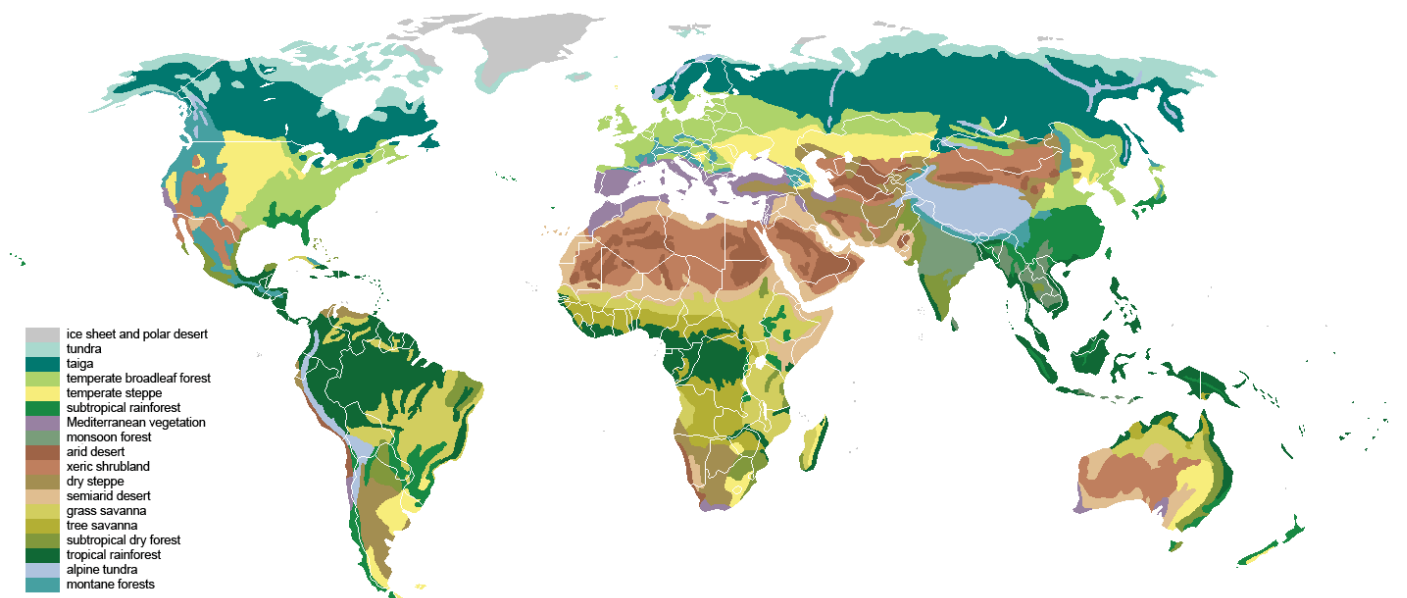 ice sheet and polar desert
tundra
taiga
temperate broadleaf forest
temperate steppe
subtropical rainforest
Mediterranean vegetation
monsoon forest
arid desert
xeric shrubland
dry steppe
semiarid desert
grass savanna
tree savanna
subtropical dry forest
tropical rainforest
alpine tundra
montane forests